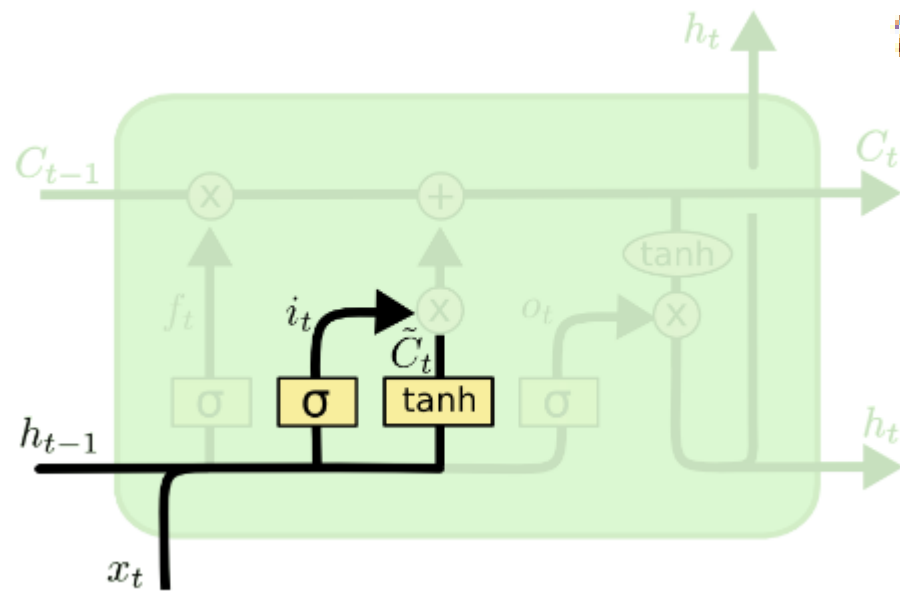 h_t
C_{t-1}
C_t
x
+
tanh
f_t
i_t
x
o_t
x
C̃_t
σ
σ
tanh
σ
h_{t-1}
h_t
x_t